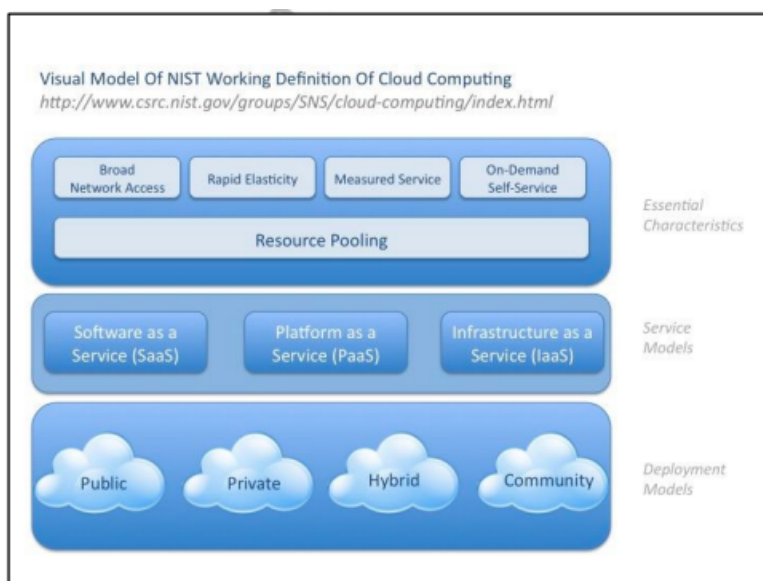 Visual Model Of NIST Working Definition Of Cloud Computing
http://www.csrc.nist.gov/groups/SNS/cloud-computing/index.html
Broad
Network Access
Rapid Elasticity
Measured Service
On-Demand
Self-Service
Resource Pooling
Essential
Characteristics
Software as a
Service (SaaS)
Platform as a
Service (PaaS)
Infrastructure as a
Service (IaaS)
Service
Models
Public
Private
Hybrid
Community
Deployment
Models